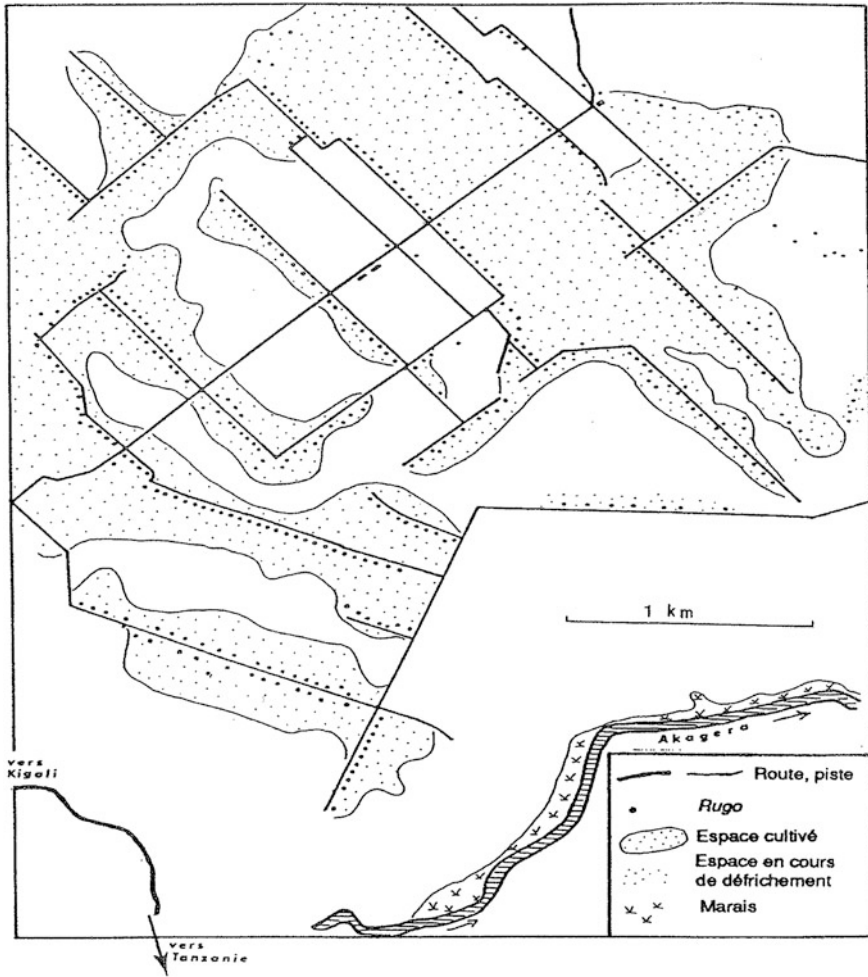 1 km
Akagera
vers
Kigali
vers
Tanzanie
Route, piste
Rugo
Espace cultivé
Espace en cours
de défrichement
Marais